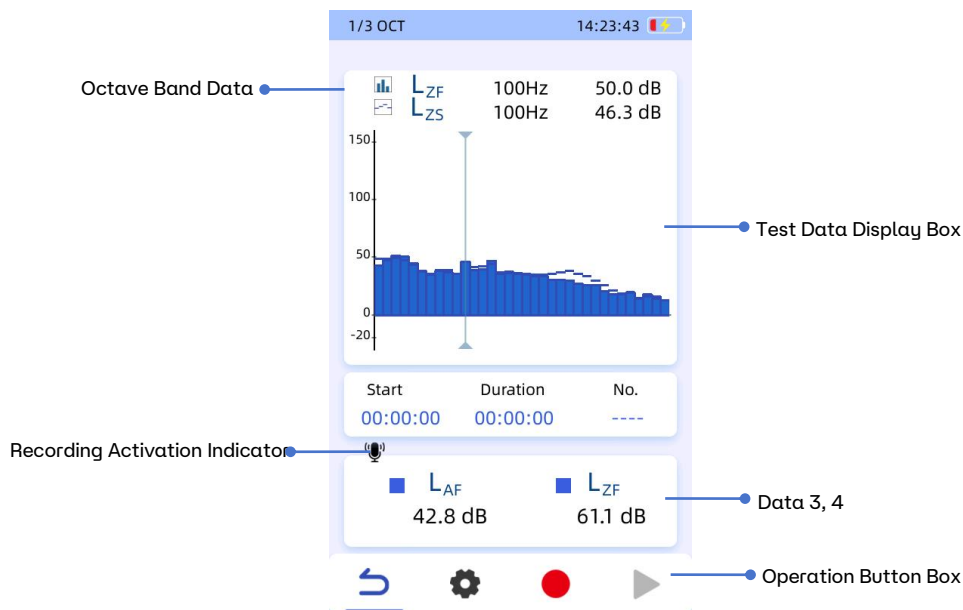 1/3 OCT 14:23:43
Octave Band Data
LZF 100Hz 50.0 dB
LZS 100Hz 46.3 dB
150
100
50
0
-20
Test Data Display Box
Start Duration No.
00:00:00 00:00:00 ----
Recording Activation Indicator
LAF LZF
42.8 dB 61.1 dB
Data 3, 4
Operation Button Box